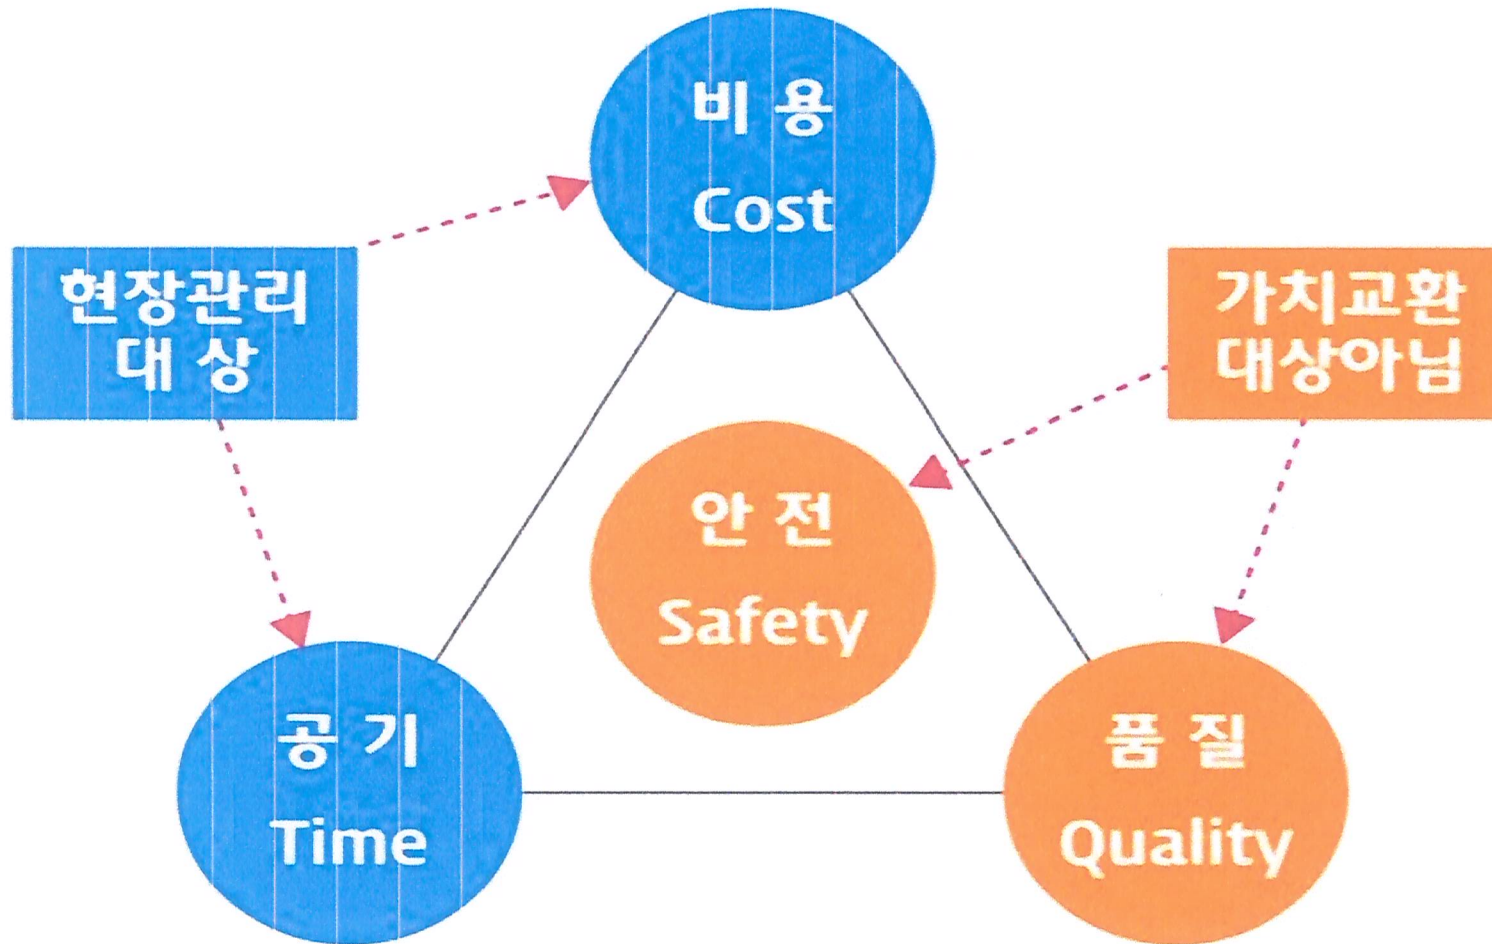 비 용
Cost
현장관리
대 상
가치교환
대상아님
안 전
Safety
공 기
Time
품 질
Quality